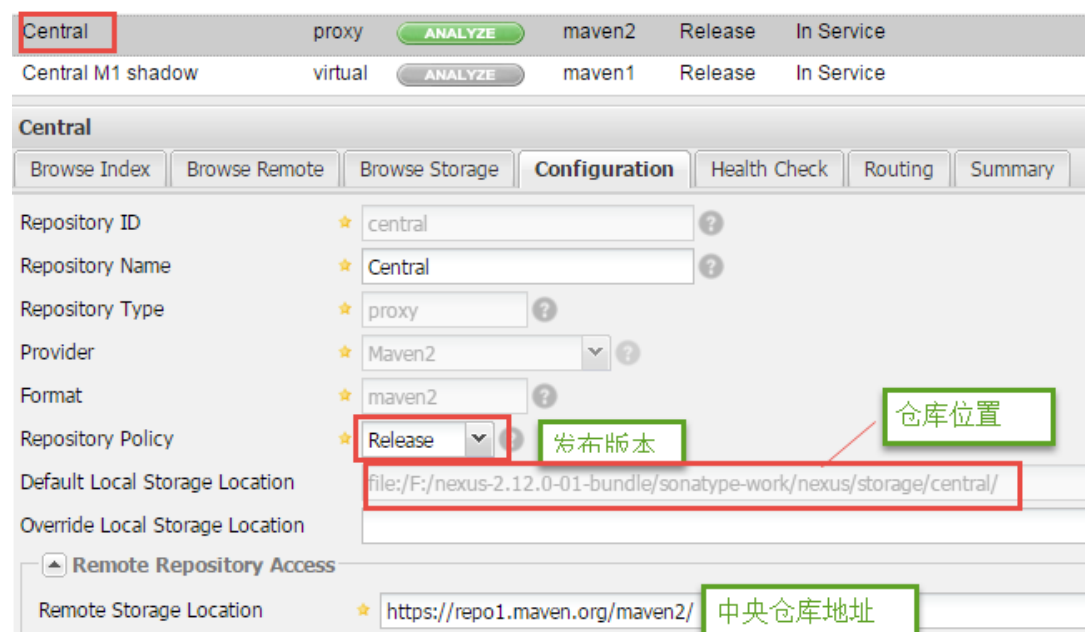 Central proxy ANALYZE maven2 Release In Service
Central M1 shadow virtual ANALYZE maven1 Release In Service
Central
Browse Index Browse Remote Browse Storage Configuration Health Check Routing Summary
Repository ID central
Repository Name Central
Repository Type proxy
Provider Maven2
Format maven2
仓库位置
Repository Policy Release 发布版本
Default Local Storage Location file:/F:/nexus-2.12.0-01-bundle/sonatype-work/nexus/storage/central/
Override Local Storage Location
Remote Repository Access
Remote Storage Location https://repo1.maven.org/maven2/ 中央仓库地址